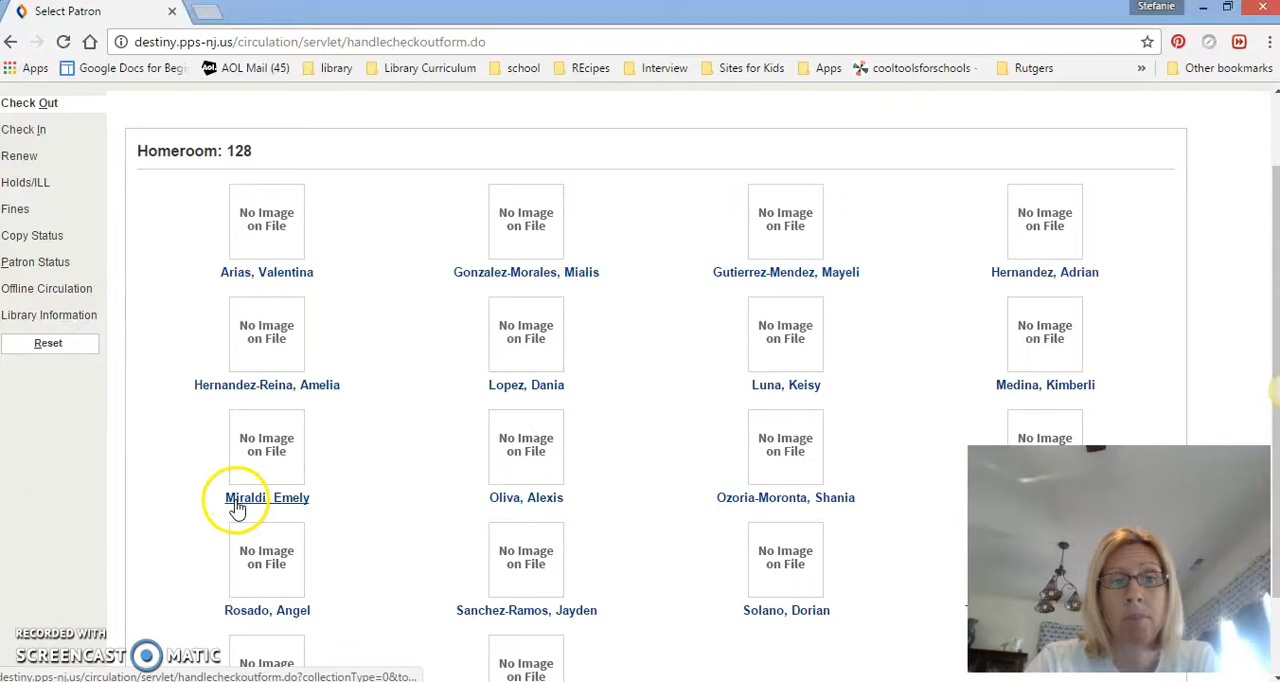 Select Patron
Stefanie
destiny.pps-nj.us/circulation/servlet/handlecheckoutform.do
Apps Google Docs for Begi AOL Mail (45) library Library Curriculum school REcipes Interview Sites for Kids Apps cooltoolsforschools - Rutgers » Other bookmarks
Check Out
Check In
Renew
Holds/ILL
Fines
Copy Status
Patron Status
Offline Circulation
Library Information
Reset
Homeroom: 128
No Image on File No Image on File No Image on File No Image on File
Arias, Valentina Gonzalez-Morales, Mialis Gutierrez-Mendez, Mayeli Hernandez, Adrian
No Image on File No Image on File No Image on File No Image on File
Hernandez-Reina, Amelia Lopez, Dania Luna, Keisy Medina, Kimberli
No Image on File No Image on File No Image on File No Image
Miraldi, Emely Oliva, Alexis Ozoria-Moronta, Shania
No Image on File No Image on File No Image on File
Rosado, Angel Sanchez-Ramos, Jayden Solano, Dorian
No Image No Image
RECORDED WITH
SCREENCAST MATIC
destiny.pps-nj.us/circulation/servlet/handlecheckoutform.do?collectionType=0&to...